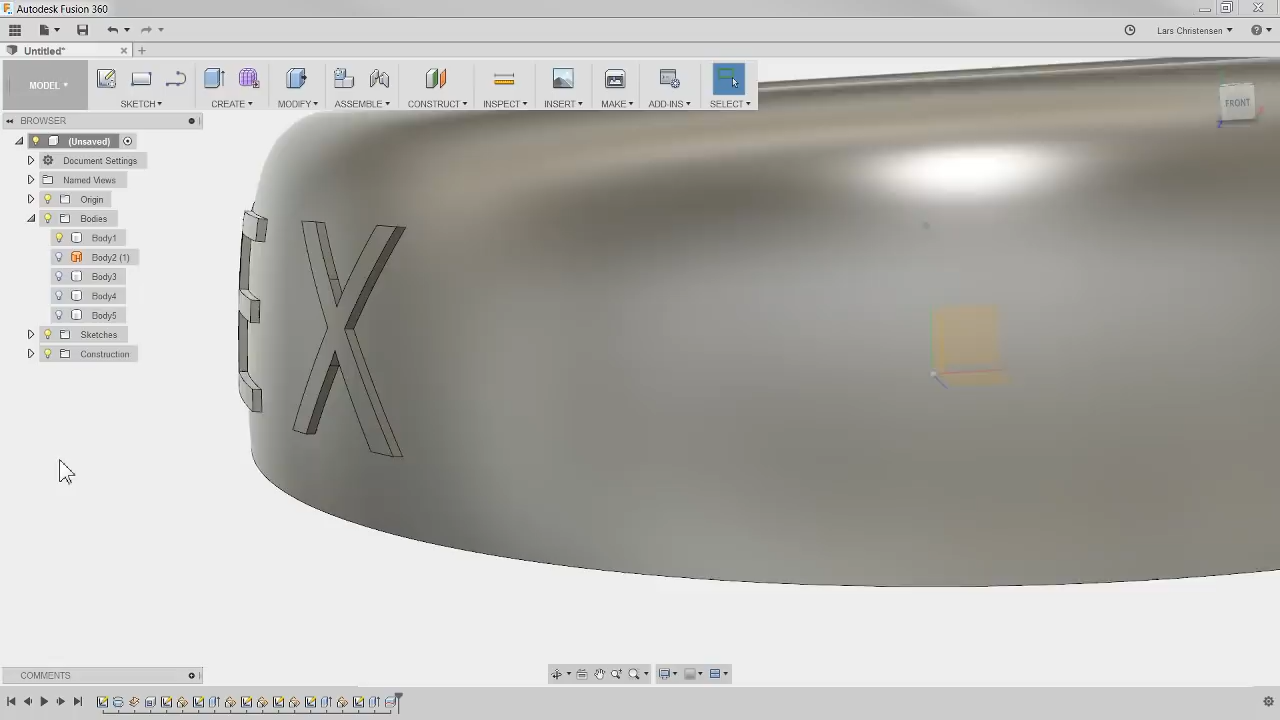 Autodesk Fusion 360
Lars Christensen
Untitled*
MODEL
SKETCH
CREATE
MODIFY
ASSEMBLE
CONSTRUCT
INSPECT
INSERT
MAKE
ADD-INS
SELECT
FRONT
BROWSER
(Unsaved)
Document Settings
Named Views
Origin
Bodies
Body1
Body2 (1)
Body3
Body4
Body5
Sketches
Construction
E X
COMMENTS